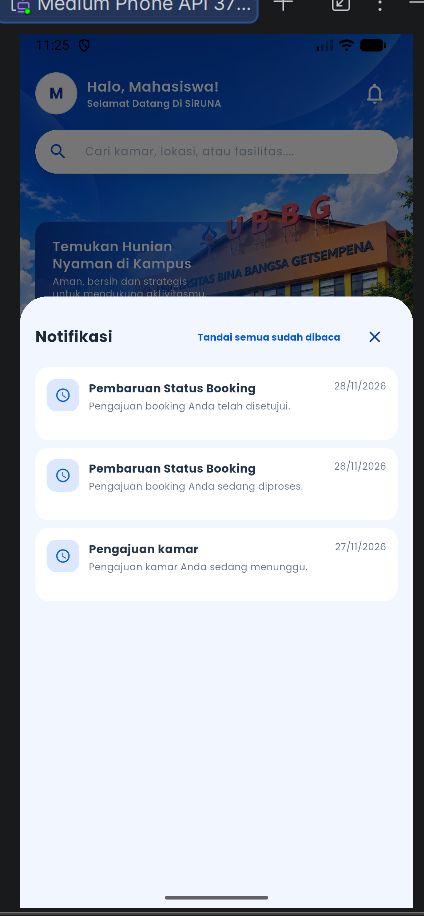 Medium Phone API 37...
11:25
M
Halo, Mahasiswa!
Selamat Datang Di SiRUNA
Cari kamar, lokasi, atau fasilitas....
UBBG
TAS BINA BANGSA GETSEMPENA
Temukan Hunian
Nyaman di Kampus
Aman, bersih dan strategis
untuk mendukung aktivitasmu
Notifikasi
Tandai semua sudah dibaca
Pembaruan Status Booking
28/11/2026
Pengajuan booking Anda telah disetujui.
Pembaruan Status Booking
28/11/2026
Pengajuan booking Anda sedang diproses.
Pengajuan kamar
27/11/2026
Pengajuan kamar Anda sedang menunggu.